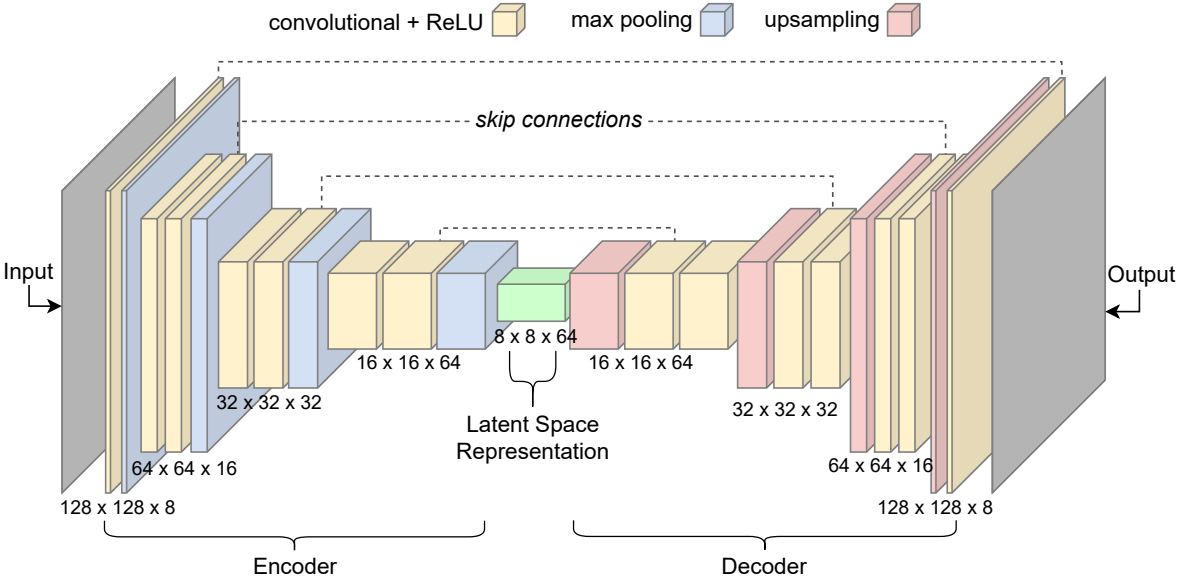 convolutional + ReLU
max pooling
upsampling
skip connections
Input
Output
8 x 8 x 64
16 x 16 x 64
16 x 16 x 64
32 x 32 x 32
32 x 32 x 32
Latent Space
Representation
64 x 64 x 16
64 x 64 x 16
128 x 128 x 8
128 x 128 x 8
Encoder
Decoder